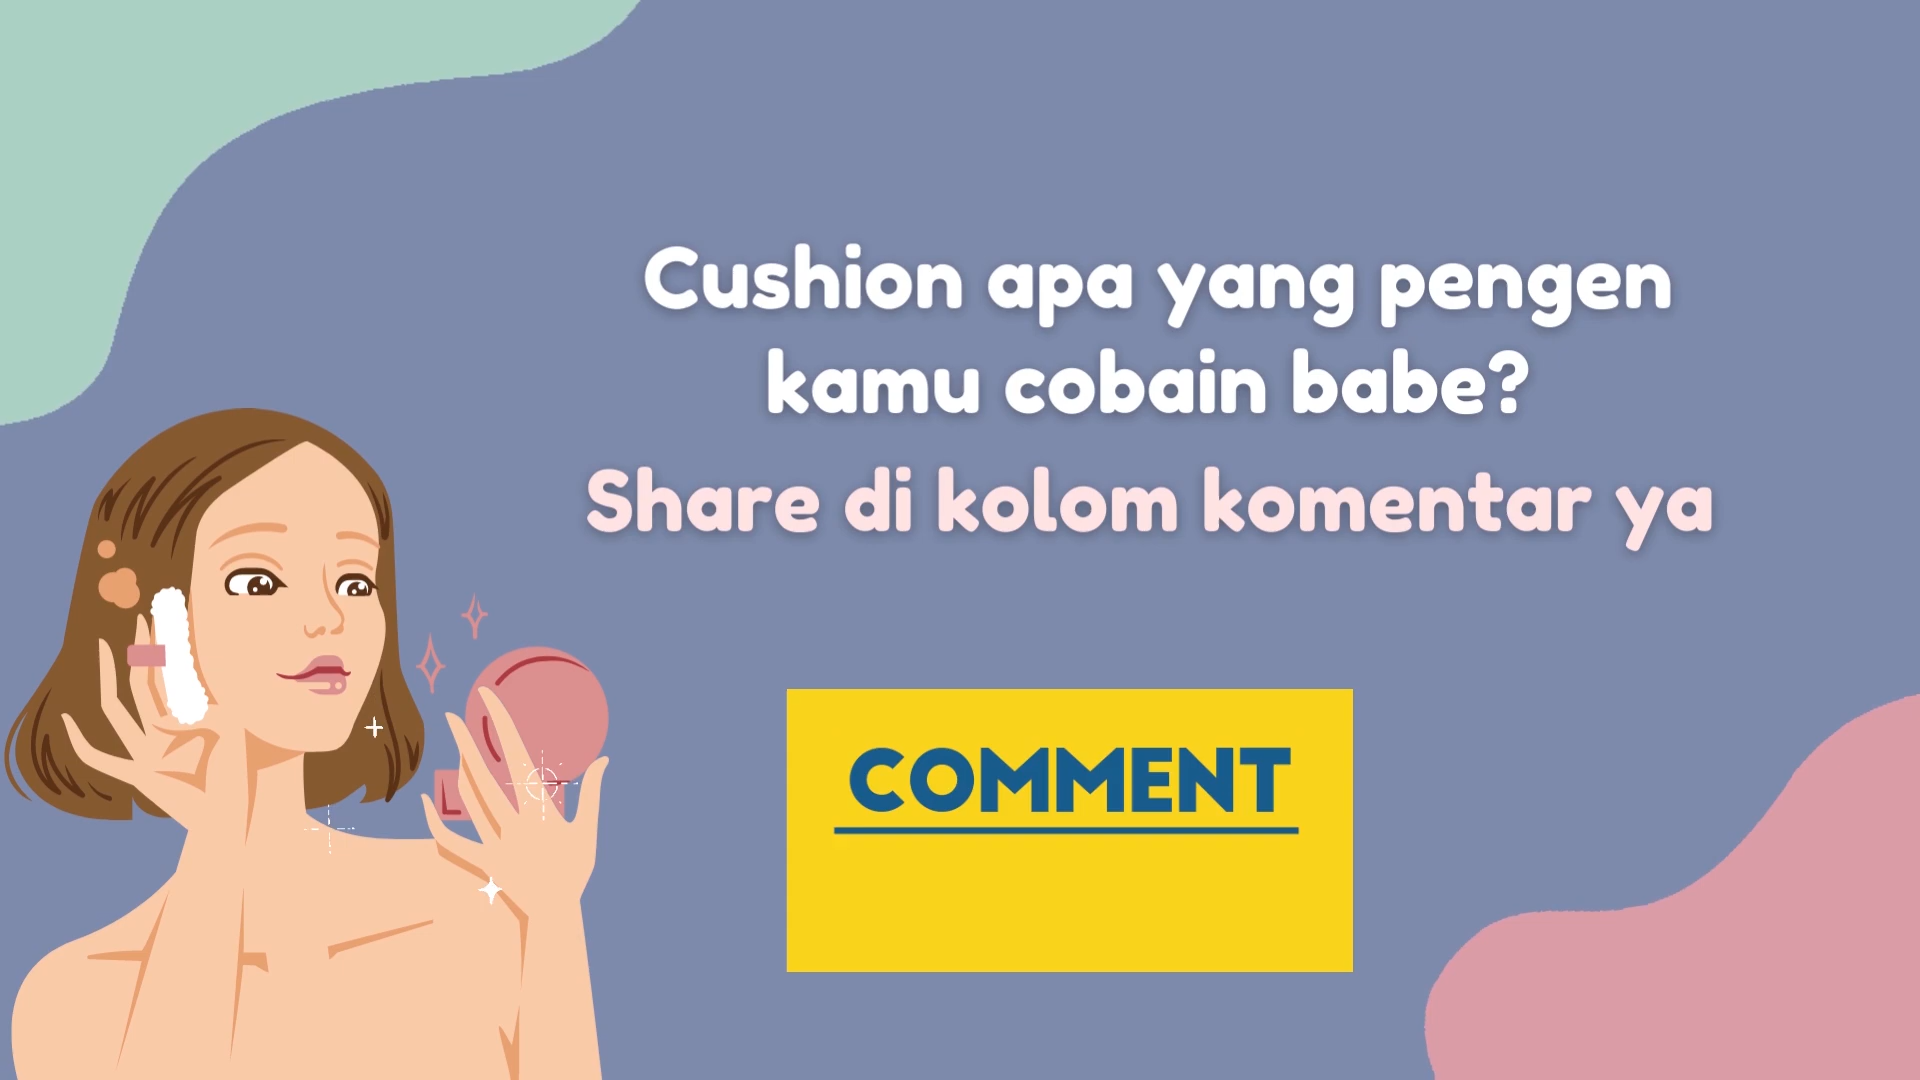 Cushion apa yang pengen
kamu cobain babe?
Share di kolom komentar ya
COMMENT